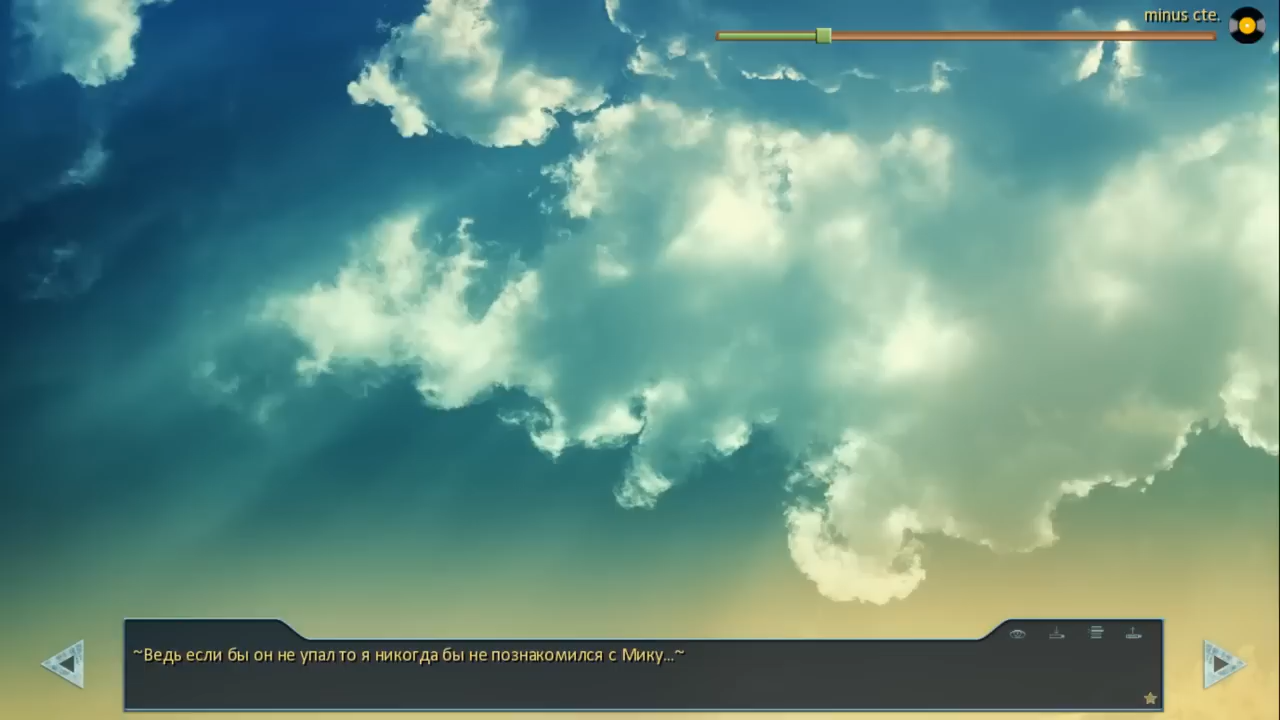 minus cte.
~Ведь если бы он не упал то я никогда бы не познакомился с Мику...~